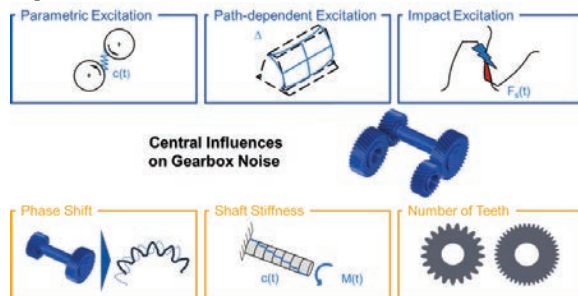 Parametric Excitation
Path-dependent Excitation
Impact Excitation
c(t)
Δ
Fₛ(t)
Central Influences
on Gearbox Noise
Phase Shift
Shaft Stiffness
Number of Teeth
c(t)
M(t)